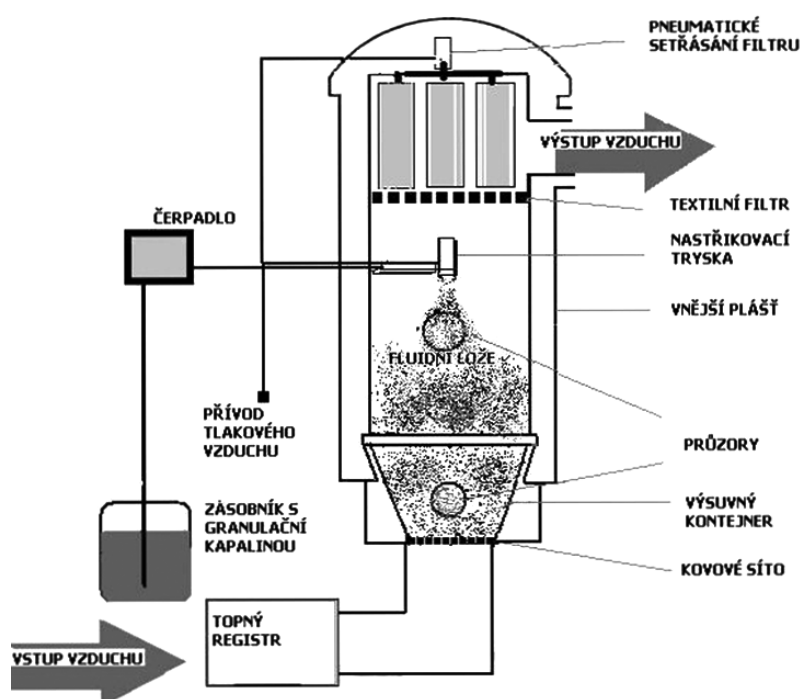 PNEUMATICKÉ
SETŘÁSÁNÍ FILTRU
VÝSTUP VZDUCHU
TEXTILNÍ FILTR
ČERPADLO
NASTŘIKOVACÍ
TRYSKA
VNĚJŠÍ PLÁŠŤ
FLUIDNÍ LOŽE
PŘÍVOD
TLAKOVÉHO
VZDUCHU
PRŮZORY
ZÁSOBNÍK S
GRANULAČNÍ
KAPALINOU
VÝSUVNÝ
KONTEJNER
KOVOVÉ SÍTO
TOPNÝ
REGISTR
VSTUP VZDUCHU